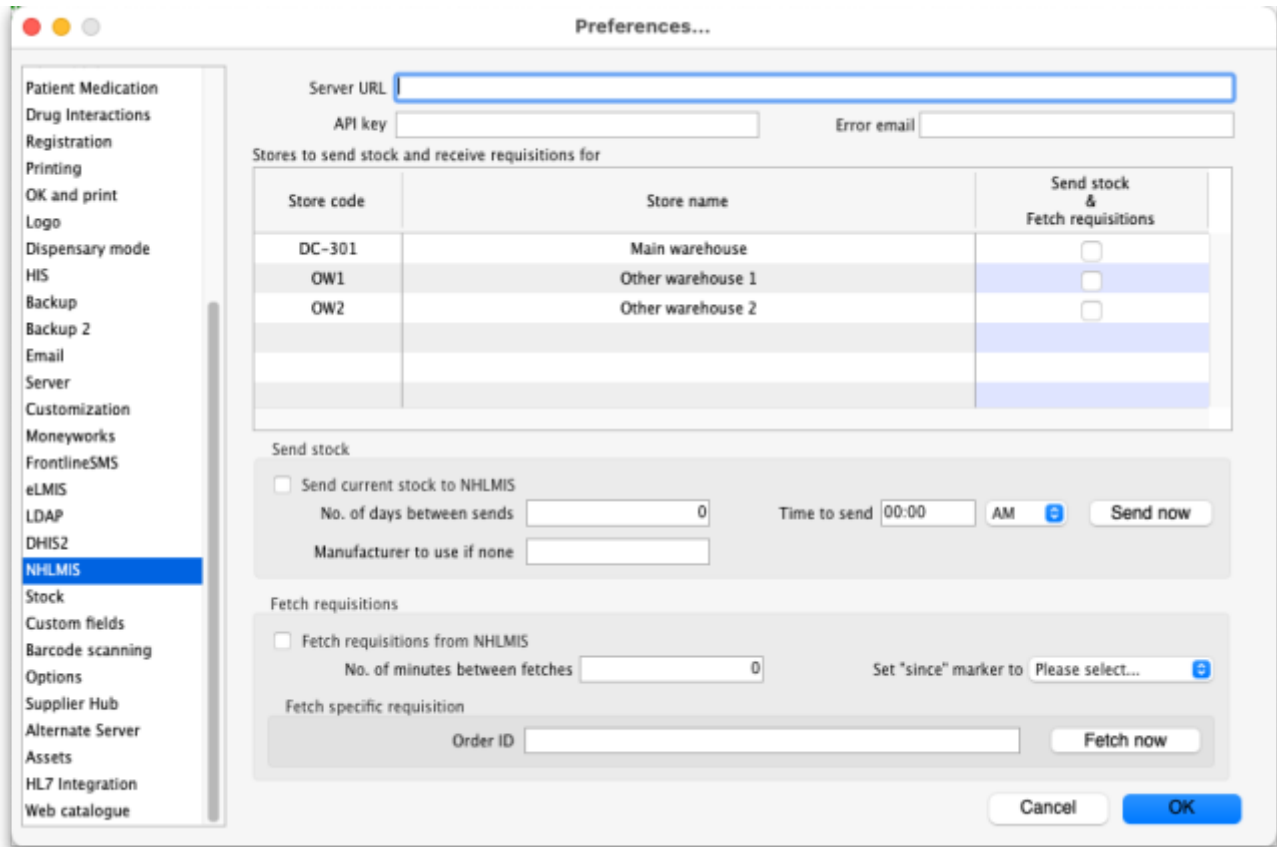 Preferences...
Patient Medication
Drug Interactions
Registration
Printing
OK and print
Logo
Dispensary mode
HIS
Backup
Backup 2
Email
Server
Customization
Moneyworks
FrontlineSMS
eLMIS
LDAP
DHIS2
NHLMIS
Stock
Custom fields
Barcode scanning
Options
Supplier Hub
Alternate Server
Assets
HL7 Integration
Web catalogue
Server URL
API key Error email
Stores to send stock and receive requisitions for
Store code Store name Send stock
&
Fetch requisitions
DC-301 Main warehouse
OW1 Other warehouse 1
OW2 Other warehouse 2
Send stock
Send current stock to NHLMIS
No. of days between sends 0 Time to send 00:00 AM Send now
Manufacturer to use if none
Fetch requisitions
Fetch requisitions from NHLMIS
No. of minutes between fetches 0 Set "since" marker to Please select...
Fetch specific requisition
Order ID Fetch now
Cancel OK